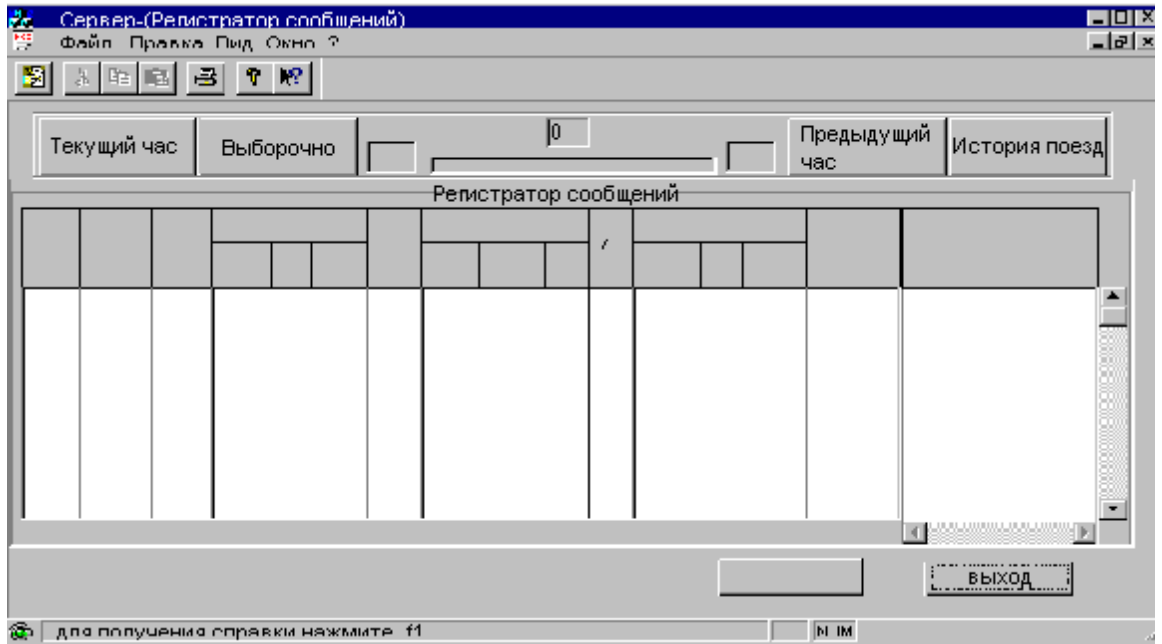 Сервер-(Регистратор сообщений)
Файл Правка Вид Окно ?
Текущий час Выборочно 0 Предыдущий час История поезд
Регистратор сообщений
/
выход
для получения справки нажмите f1